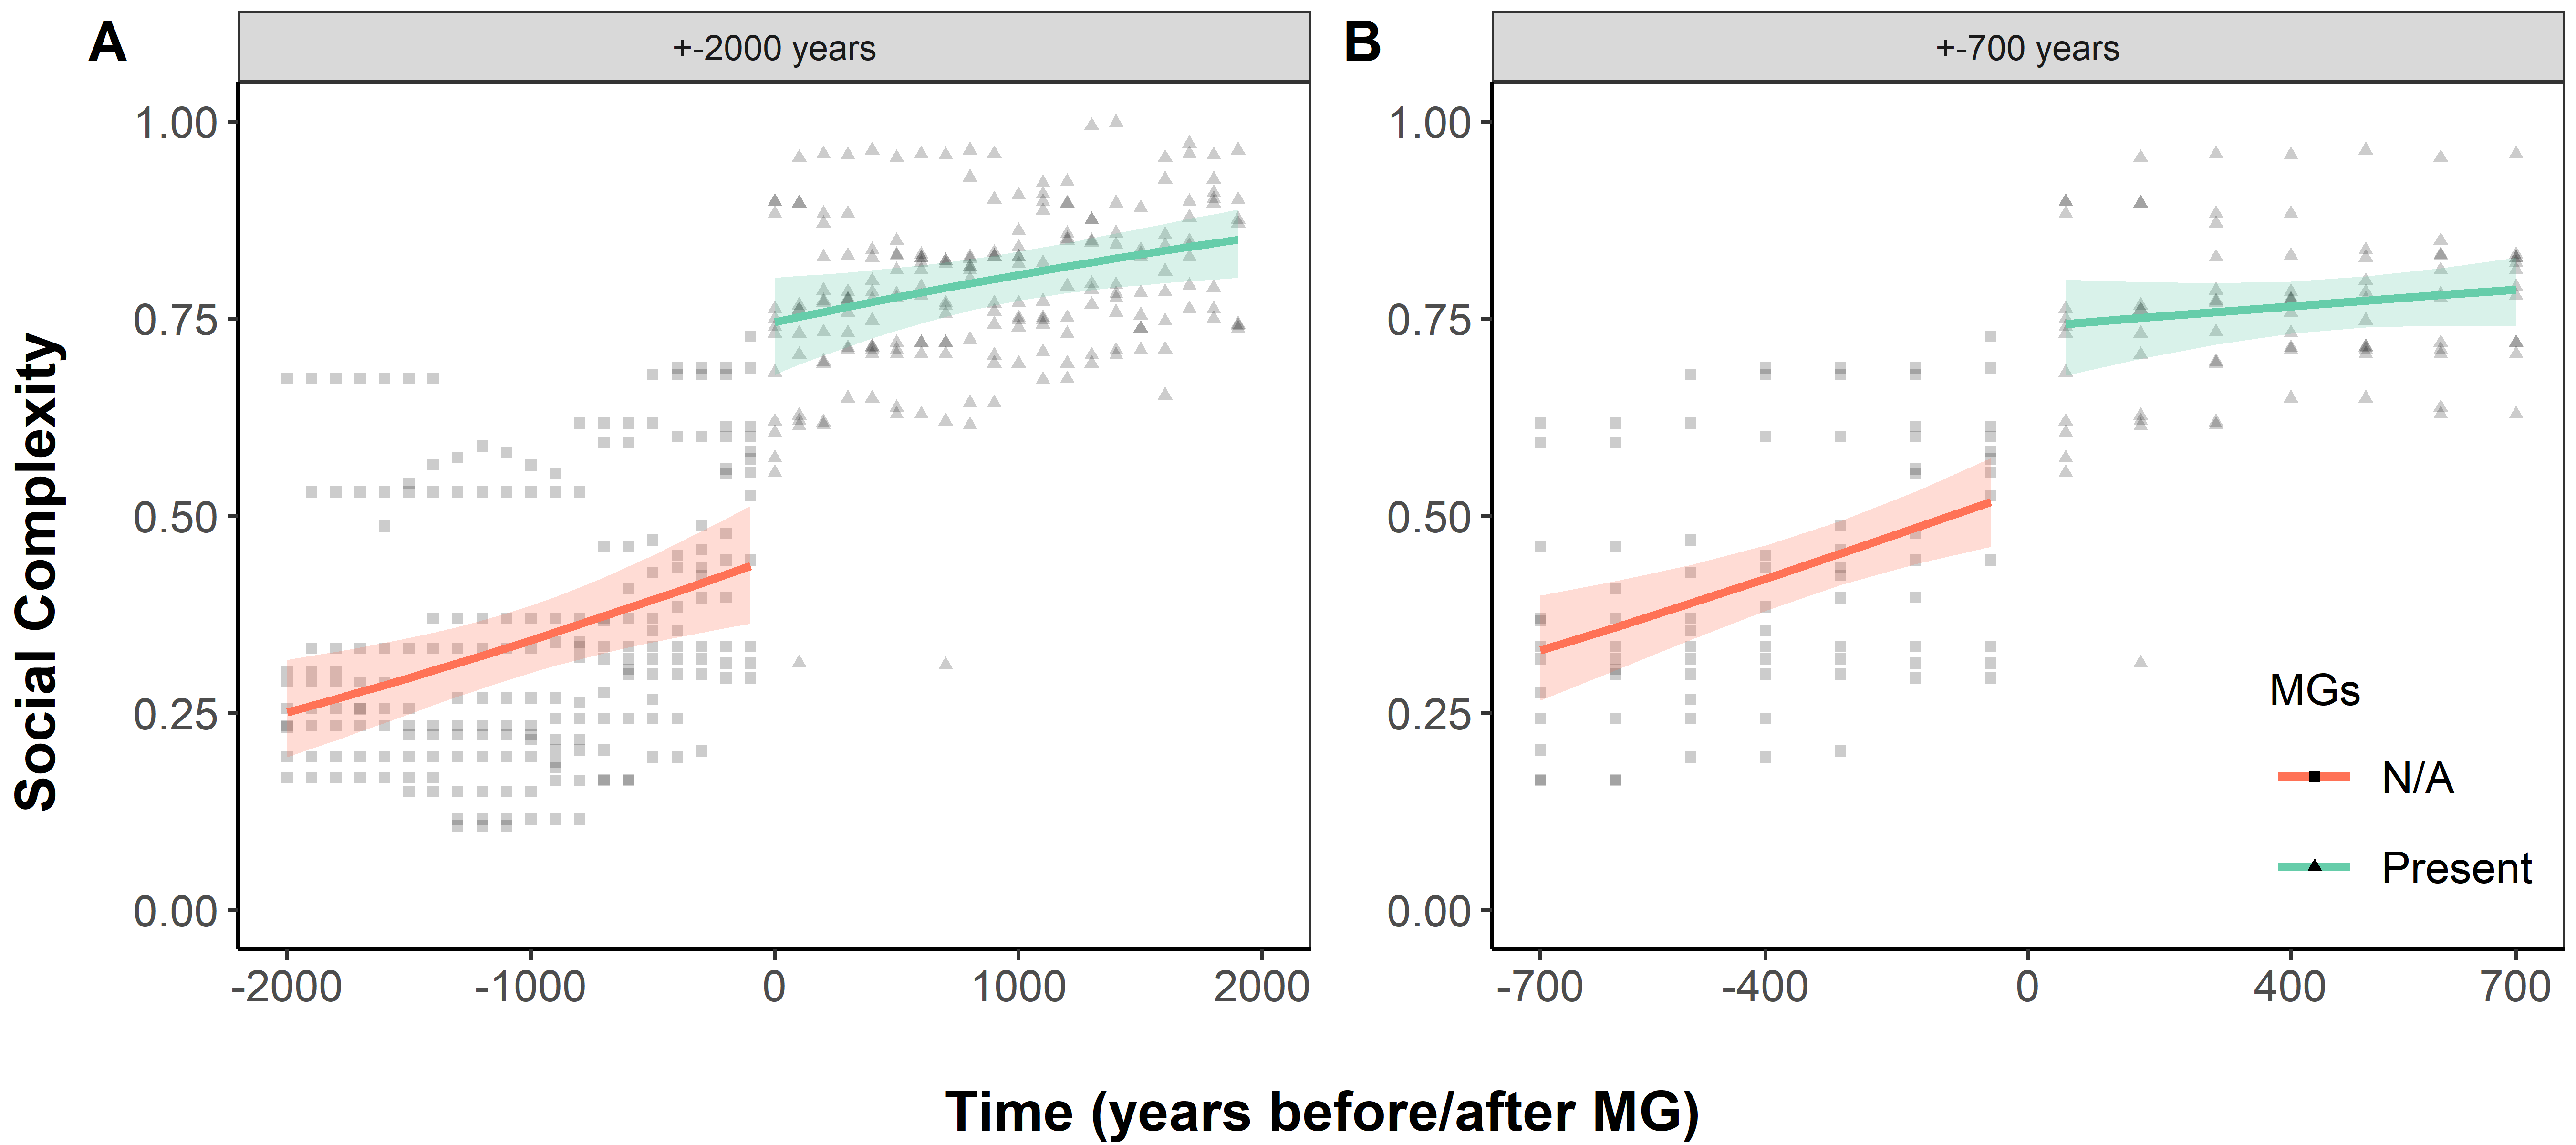 A
+-2000 years
B
+-700 years
Social Complexity
1.00
0.75
0.50
0.25
0.00
-2000
-1000
0
1000
2000
1.00
0.75
0.50
0.25
0.00
-700
-400
0
400
700
MGs
N/A
Present
Time (years before/after MG)